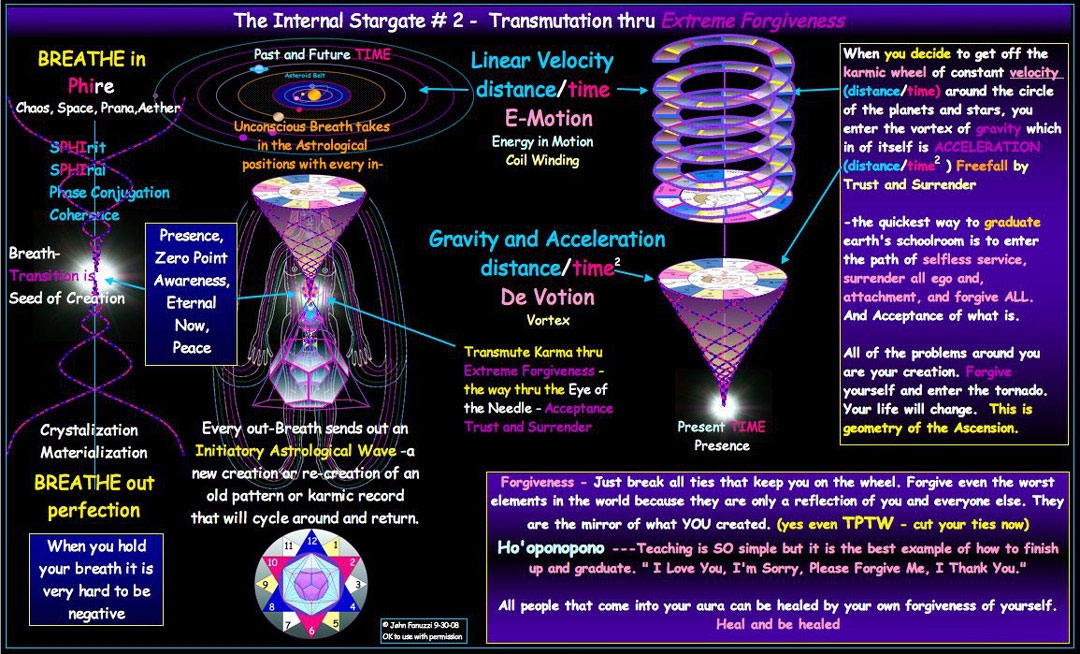 The Internal Stargate # 2 - Transmutation thru Extreme Forgiveness
BREATHE in
Phire
Chaos, Space, Prana,Aether
SPHIrit
SPHIral
Phase Conjugation
Coherence
Breath-
Transition is
Seed of Creation
Crystalization
Materialization
BREATHE out
perfection
When you hold
your breath it is
very hard to be
negative
Past and Future TIME
Asteroid Belt
Unconscious Breath takes
in the Astrological
positions with every in-
Presence,
Zero Point
Awareness,
Eternal
Now,
Peace
Every out-Breath sends out an
Initiatory Astrological Wave -a
new creation or re-creation of an
old pattern or karmic record
that will cycle around and return.
11 12 1
10 2
9 3
8 4
7 6 5
© John Fanuzzi 9-30-08
OK to use with permission
Linear Velocity
distance/time
E-Motion
Energy in Motion
Coil Winding
Gravity and Acceleration
distance/time2
De Votion
Vortex
Transmute Karma thru
Extreme Forgiveness -
the way thru the Eye of
the Needle - Acceptance
Trust and Surrender
Present TIME
Presence
When you decide to get off the
karmic wheel of constant velocity
(distance/time) around the circle
of the planets and stars, you
enter the vortex of gravity which
in of itself is ACCELERATION
(distance/time2 ) Freefall by
Trust and Surrender
-the quickest way to graduate
earth's schoolroom is to enter
the path of selfless service,
surrender all ego and,
attachment, and forgive ALL.
And Acceptance of what is.
All of the problems around you
are your creation. Forgive
yourself and enter the tornado.
Your life will change. This is
geometry of the Ascension.
Forgiveness - Just break all ties that keep you on the wheel. Forgive even the worst
elements in the world because they are only a reflection of you and everyone else. They
are the mirror of what YOU created. (yes even TPTW - cut your ties now)
Ho'oponopono ---Teaching is SO simple but it is the best example of how to finish
up and graduate. " I Love You, I'm Sorry, Please Forgive Me, I Thank You."
All people that come into your aura can be healed by your own forgiveness of yourself.
Heal and be healed